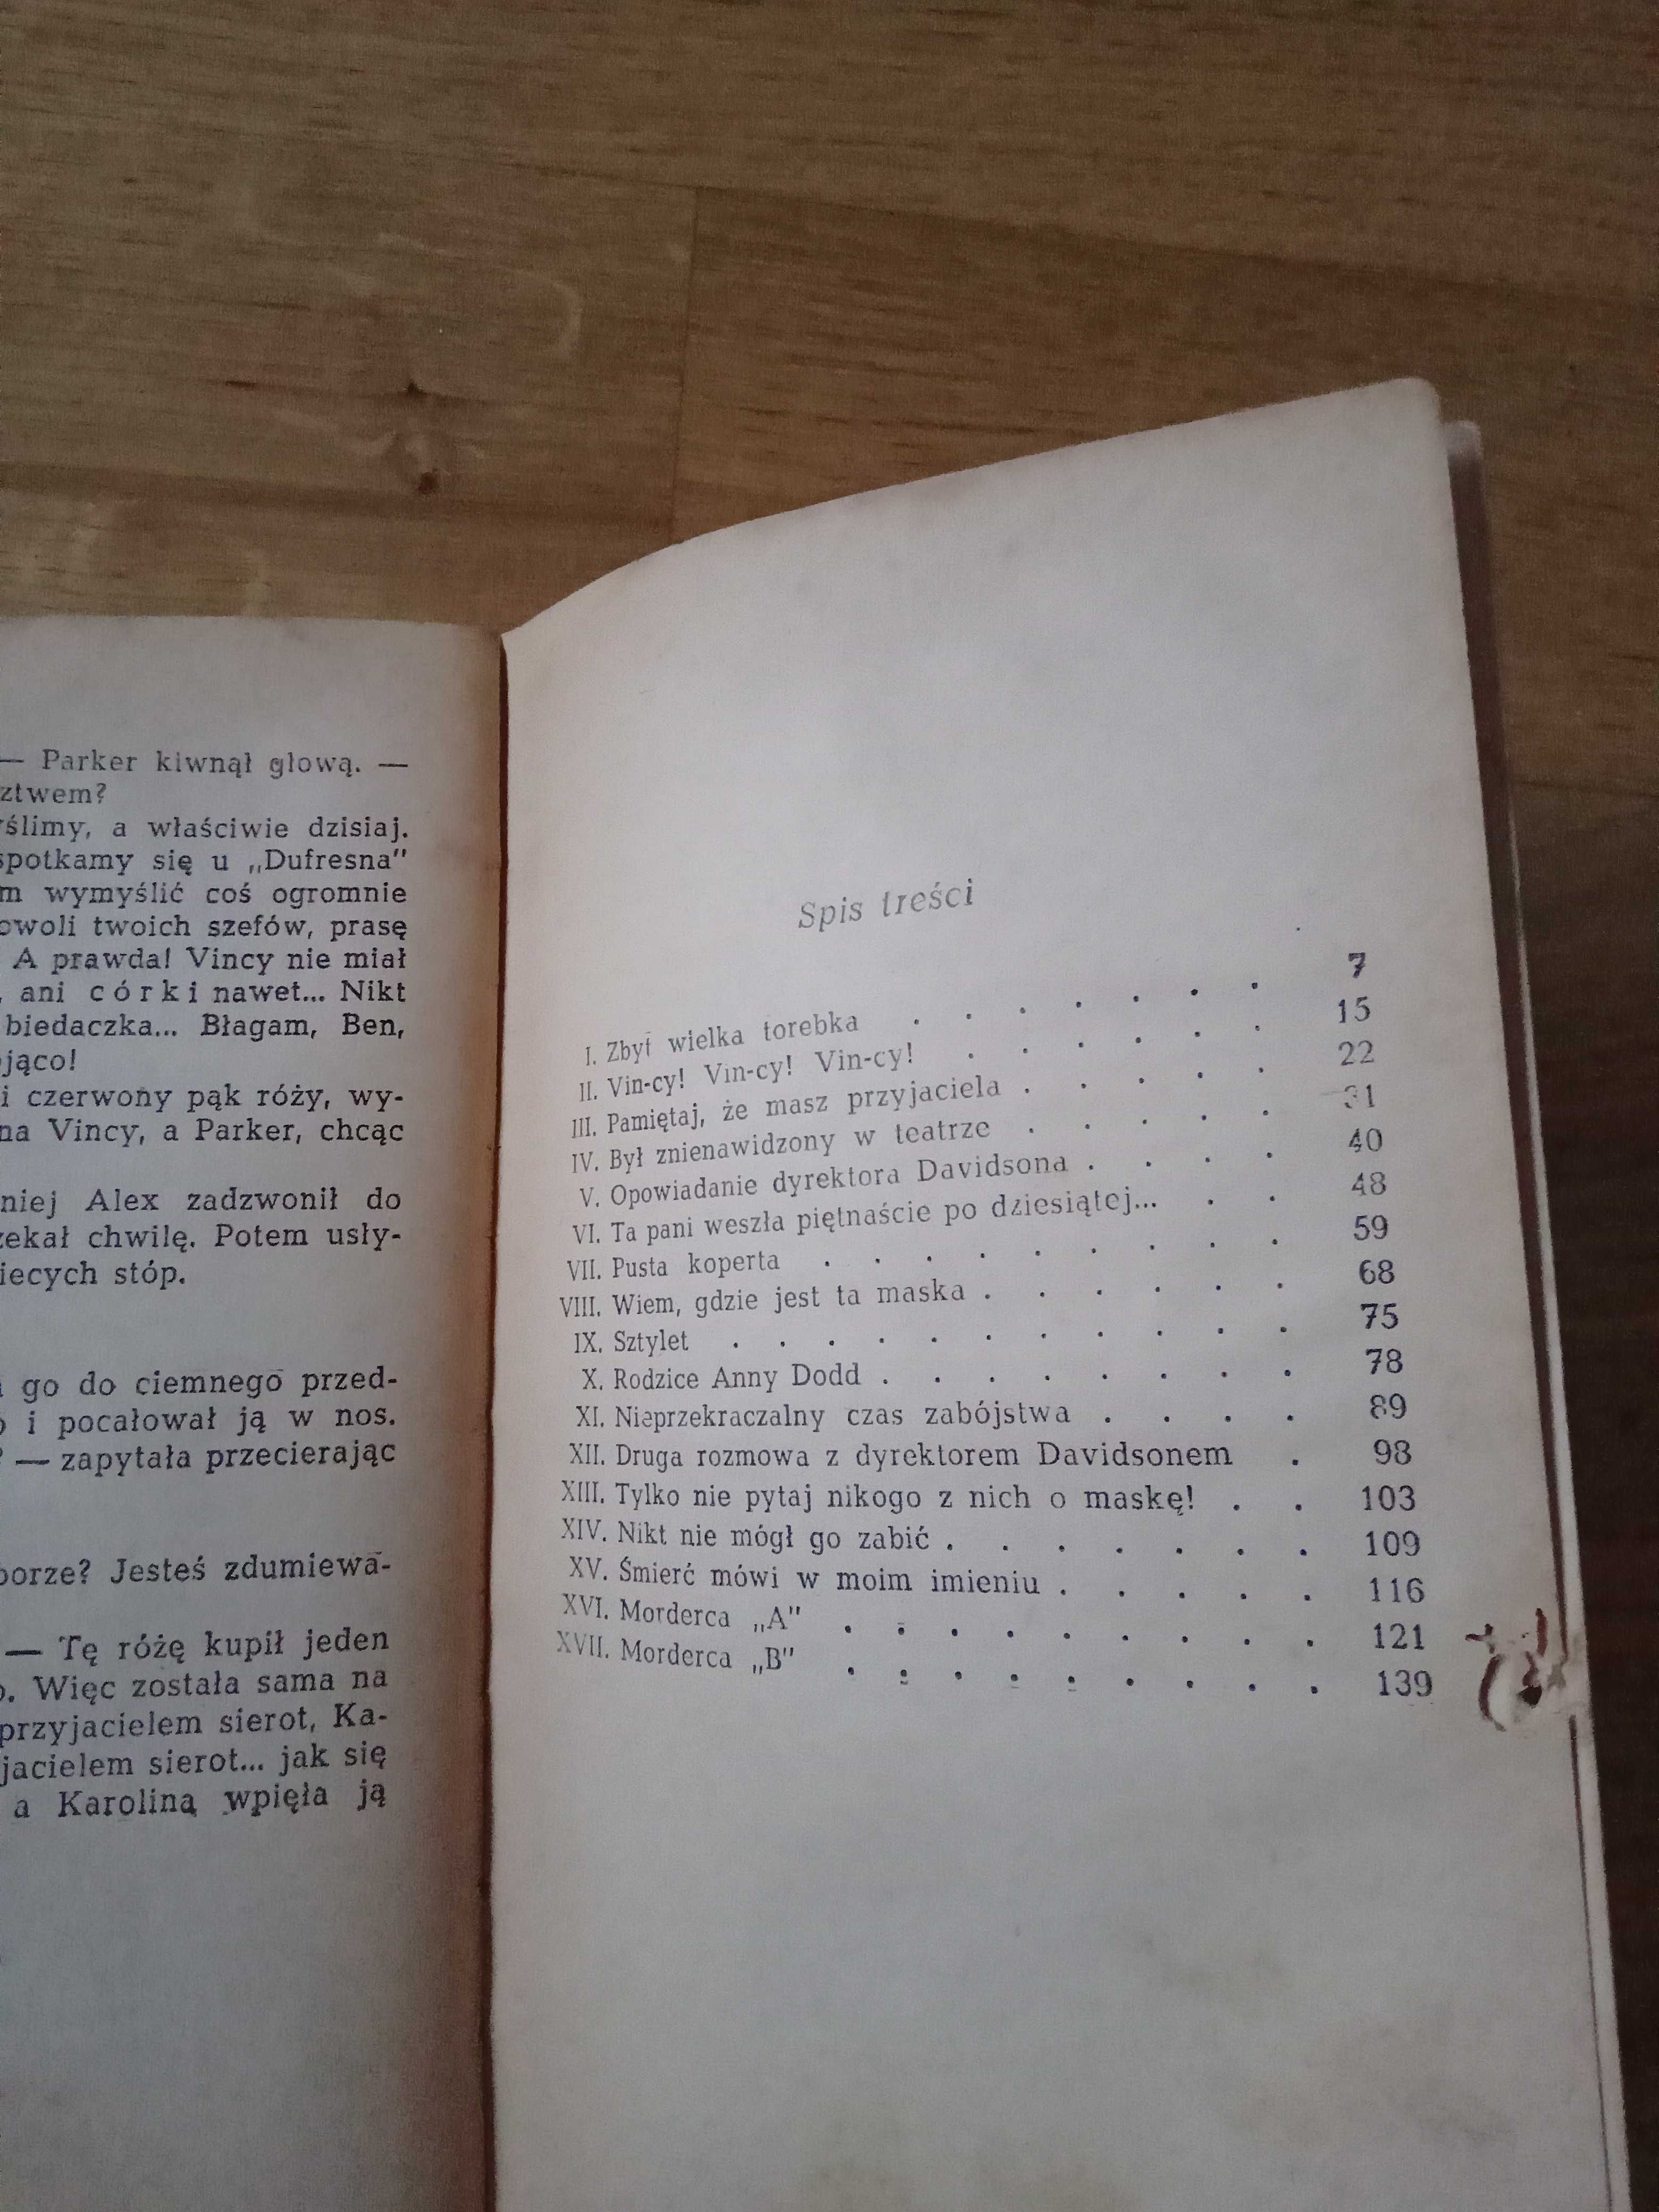 — Parker kiwnął głową. —
ztwem?
yślimy, a właściwie dzisiaj.
spotkamy się u „Dufresna"
m wymyślić coś ogromnie
owoli twoich szefów, prasę
A prawda! Vincy nie miał
, ani córki nawet... Nikt
biedaczka... Błagam, Ben,
jąco!
i czerwony pąk róży, wy-
na Vincy, a Parker, chcąc
niej Alex zadzwonił do
zekał chwilę. Potem usły-
iecych stóp.
go do ciemnego przed-
i pocałował ją w nos.
? — zapytała przecierając
porze? Jesteś zdumiewa-
— Tę różę kupił jeden
. Więc została sama na
przyjacielem sierot, Ka-
jacielem sierot... jak się
a Karolina wpięła ją
Spis treści
I. Zbyt wielka torebka . . . . . . 7
II. Vin-cy! Vin-cy! Vin-cy! . . . . . 15
III. Pamiętaj, że masz przyjaciela . . . . . 22
IV. Był znienawidzony w teatrze . . . . . 31
V. Opowiadanie dyrektora Davidsona . . . . 40
VI. Ta pani weszła piętnaście po dziesiątej... . . 48
VII. Pusta koperta . . . . . . . . 59
VIII. Wiem, gdzie jest ta maska . . . . . . 68
IX. Sztylet . . . . . . . . . . 75
X. Rodzice Anny Dodd . . . . . . . . 78
XI. Nieprzekraczalny czas zabójstwa . . . . 89
XII. Druga rozmowa z dyrektorem Davidsonem . 98
XIII. Tylko nie pytaj nikogo z nich o maskę! . . 103
XIV. Nikt nie mógł go zabić . . . . . . . 109
XV. Śmierć mówi w moim imieniu . . . . . 116
XVI. Morderca „A" . . . . . . . . . 121
XVII. Morderca „B" . . . . . . . . . 139